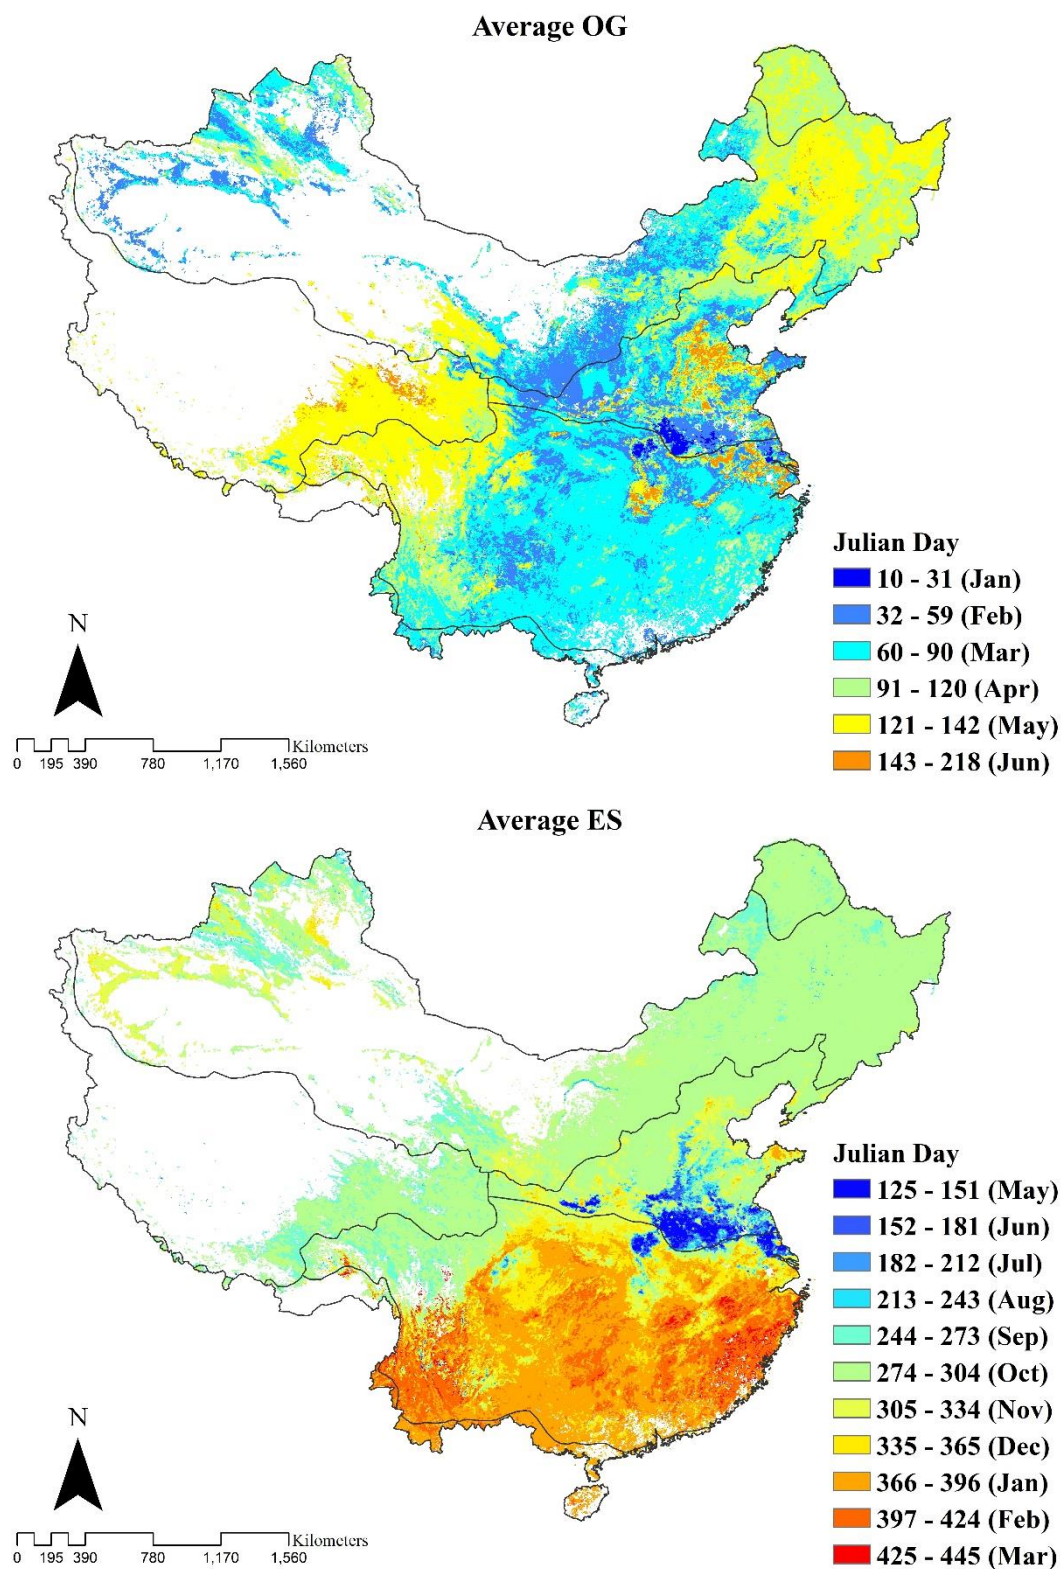 Average OG
Julian Day
10 - 31 (Jan)
32 - 59 (Feb)
60 - 90 (Mar)
91 - 120 (Apr)
121 - 142 (May)
143 - 218 (Jun)
N
Kilometers
0 195 390 780 1,170 1,560
Average ES
Julian Day
125 - 151 (May)
152 - 181 (Jun)
182 - 212 (Jul)
213 - 243 (Aug)
244 - 273 (Sep)
274 - 304 (Oct)
305 - 334 (Nov)
335 - 365 (Dec)
366 - 396 (Jan)
397 - 424 (Feb)
425 - 445 (Mar)
N
Kilometers
0 195 390 780 1,170 1,560